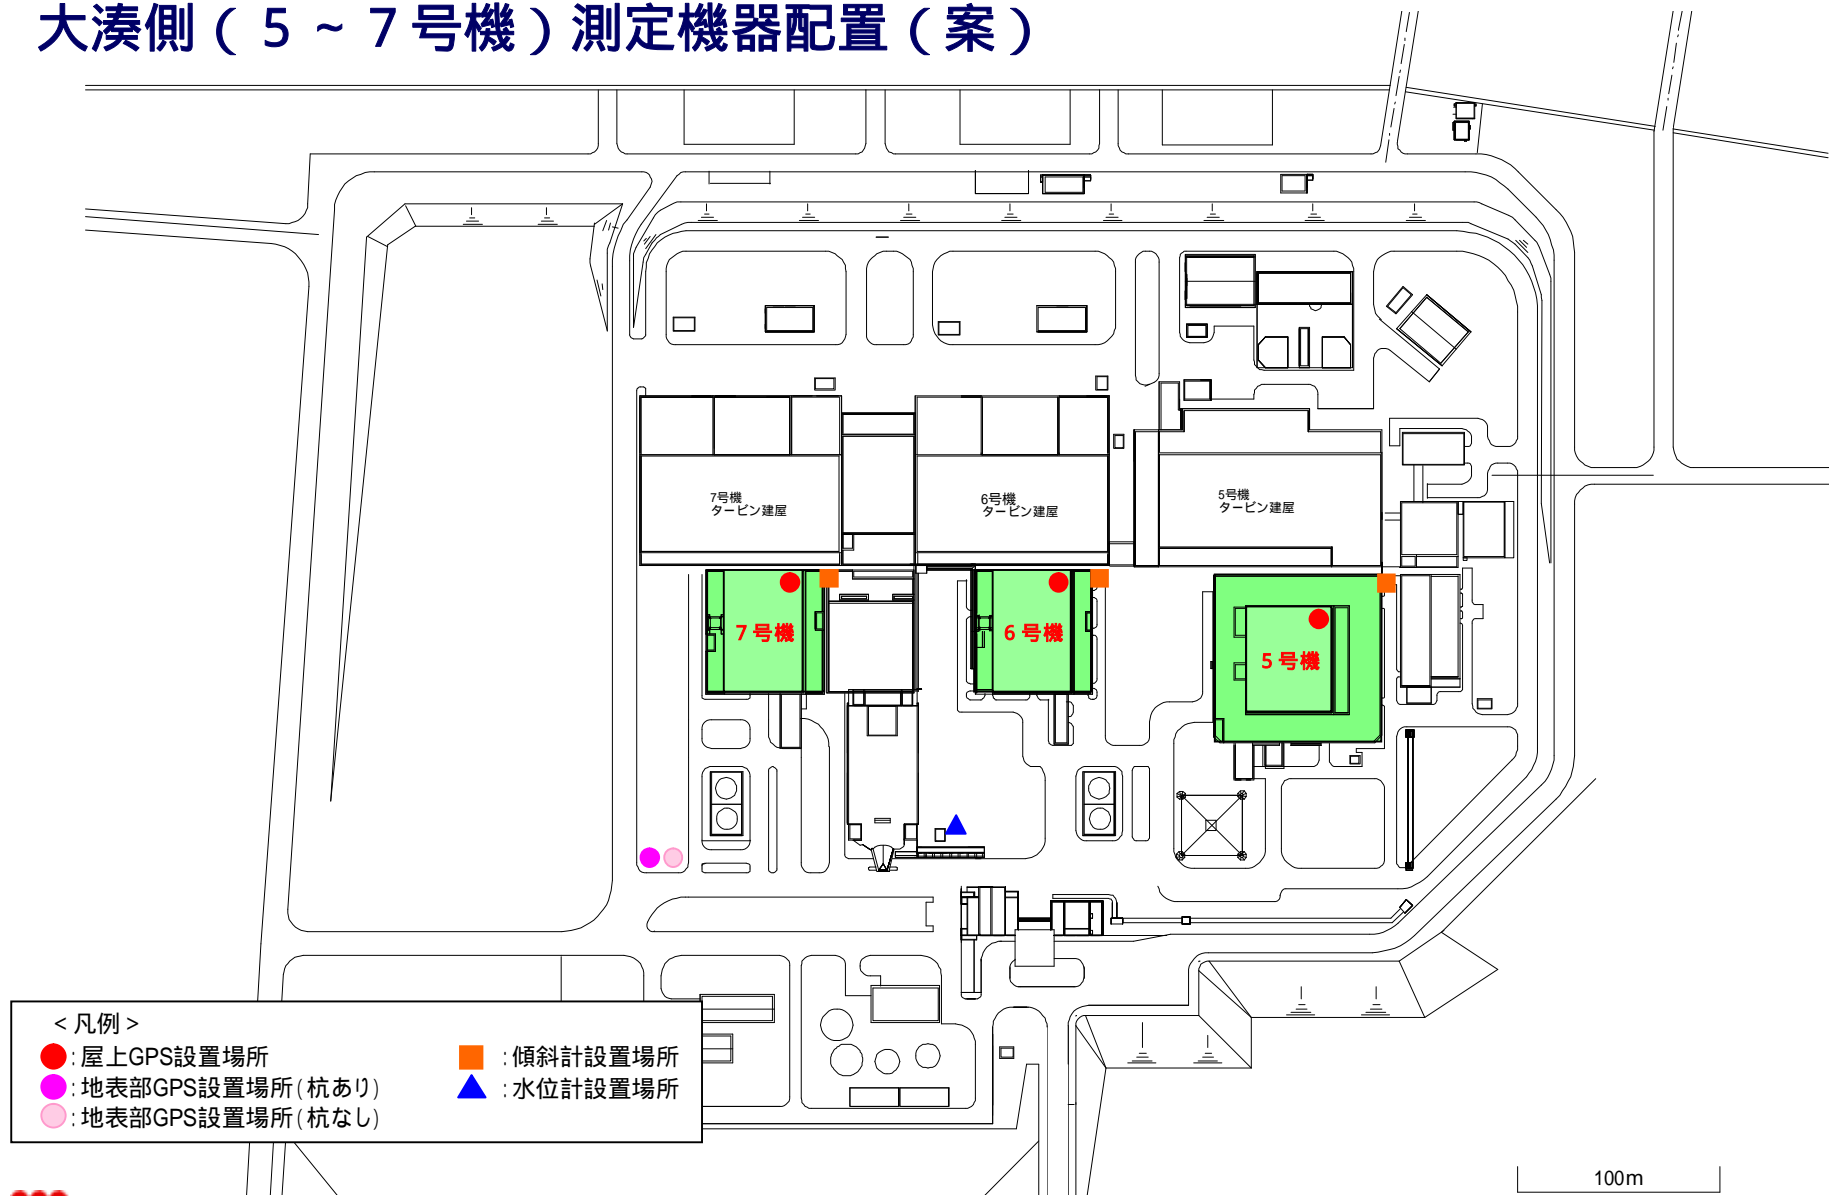 大湊側（５～７号機）測定機器配置（案）
7号機
タービン建屋
6号機
タービン建屋
5号機
タービン建屋
７号機
６号機
５号機
＜凡例＞
：屋上GPS設置場所
：地表部GPS設置場所（杭あり）
：地表部GPS設置場所（杭なし）
：傾斜計設置場所
：水位計設置場所
100m